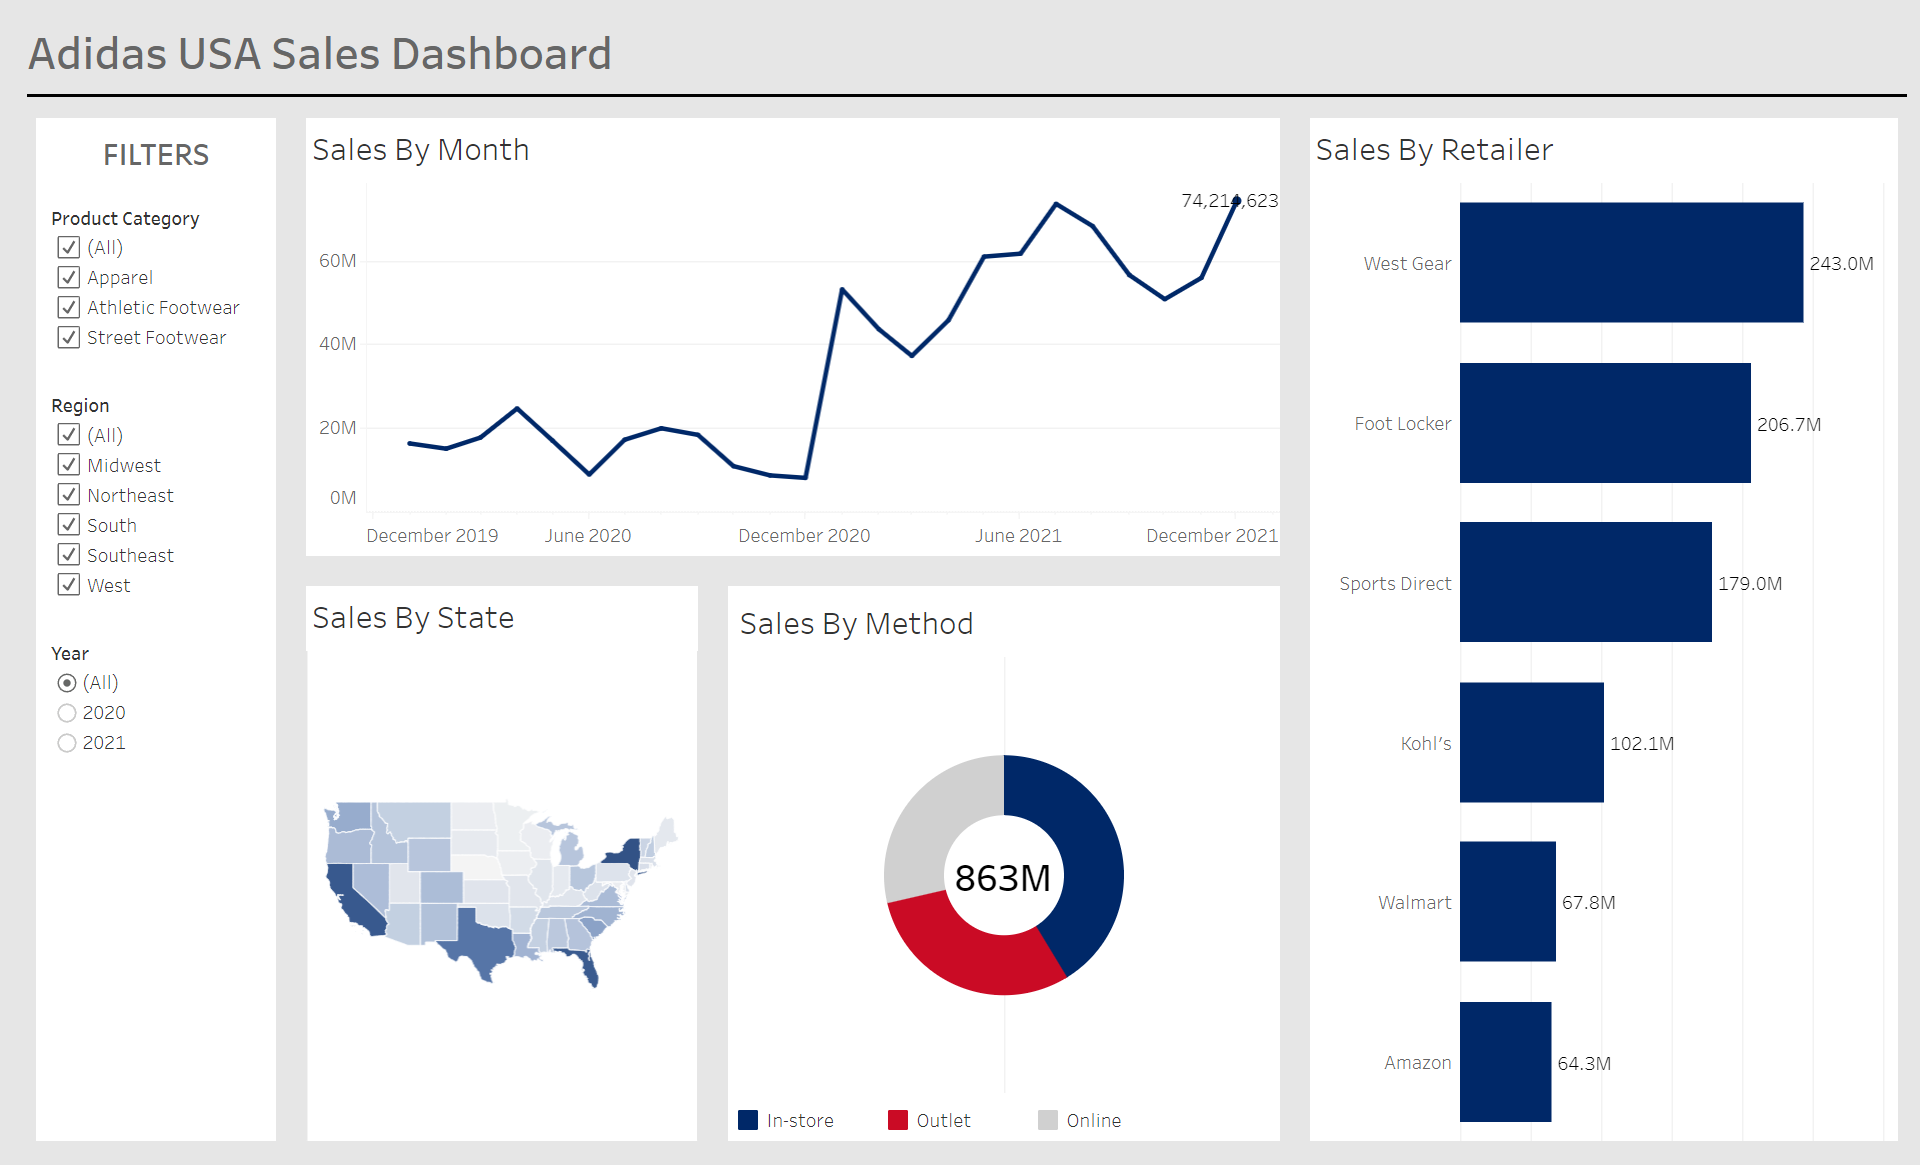 Adidas USA Sales Dashboard
FILTERS
Product Category
(All)
Apparel
Athletic Footwear
Street Footwear
Region
(All)
Midwest
Northeast
South
Southeast
West
Year
(All)
2020
2021
Sales By Month
74,214,623
60M
40M
20M
0M
December 2019 June 2020 December 2020 June 2021 December 2021
Sales By State
Sales By Method
863M
In-store Outlet Online
Sales By Retailer
West Gear 243.0M
Foot Locker 206.7M
Sports Direct 179.0M
Kohl's 102.1M
Walmart 67.8M
Amazon 64.3M